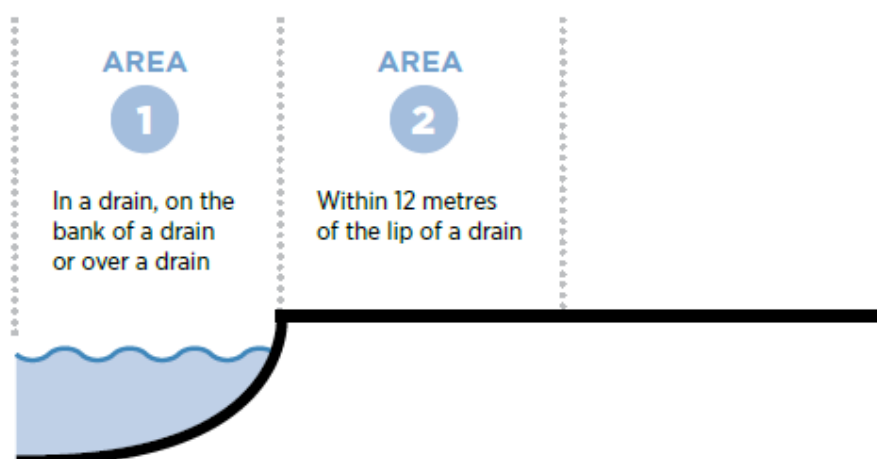 AREA
1
In a drain, on the
bank of a drain
or over a drain
AREA
2
Within 12 metres
of the lip of a drain